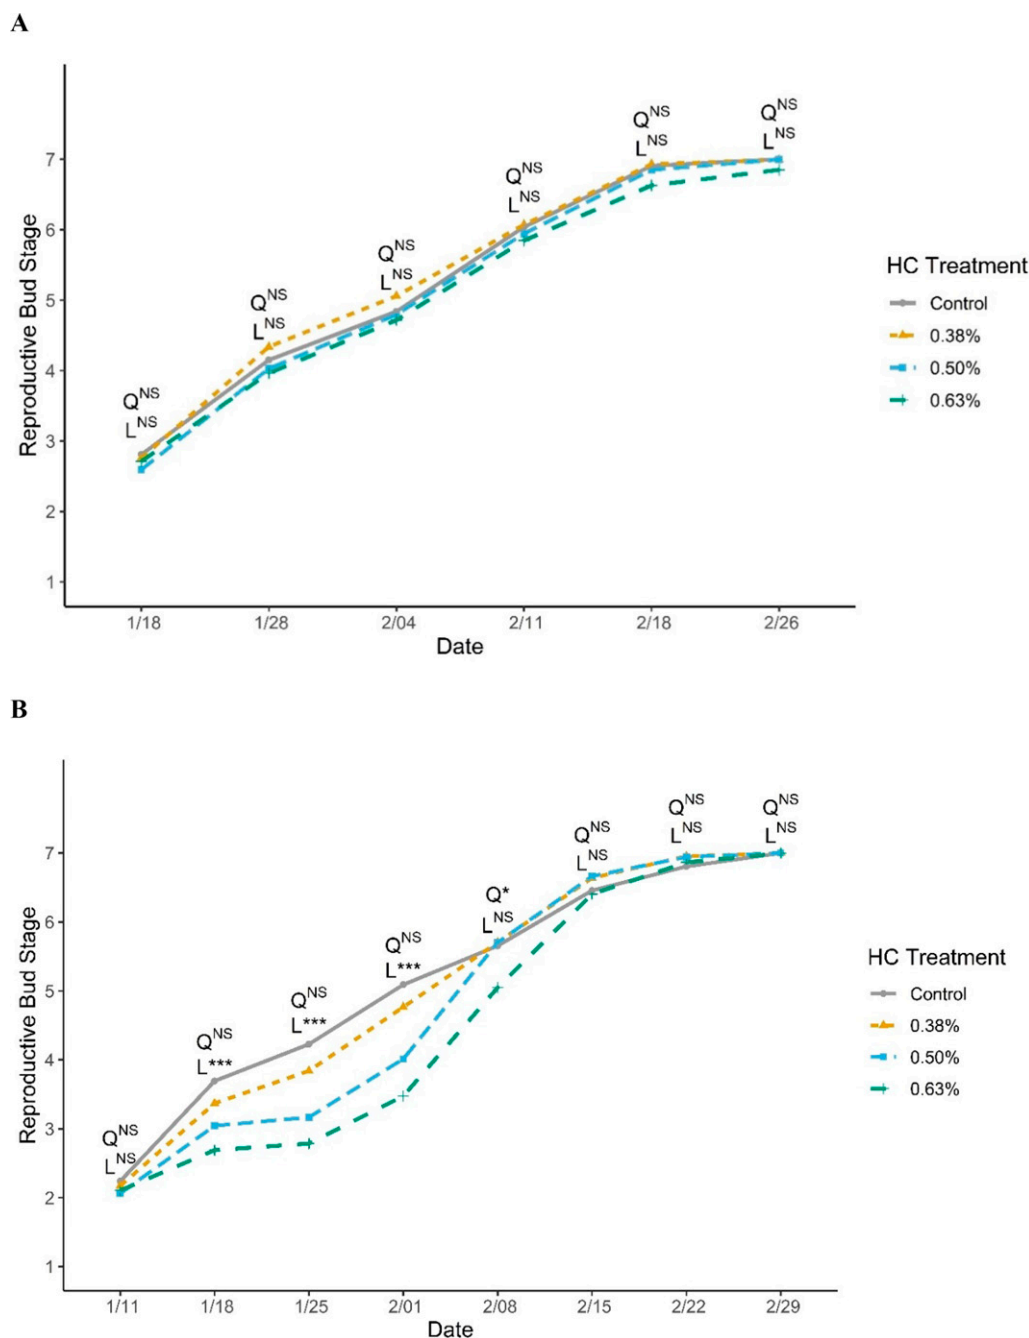 A
Q^NS
L^NS
Q^NS
L^NS
Q^NS
L^NS
Q^NS
L^NS
Q^NS
L^NS
Q^NS
L^NS
Reproductive Bud Stage
7
6
5
4
3
2
1
1/18 1/28 2/04 2/11 2/18 2/26
Date
HC Treatment
Control
0.38%
0.50%
0.63%
B
Q^NS
L^NS
Q^NS
L***
Q^NS
L***
Q^NS
L***
Q*
L^NS
Q^NS
L^NS
Q^NS
L^NS
Q^NS
L^NS
Reproductive Bud Stage
7
6
5
4
3
2
1
1/11 1/18 1/25 2/01 2/08 2/15 2/22 2/29
Date
HC Treatment
Control
0.38%
0.50%
0.63%